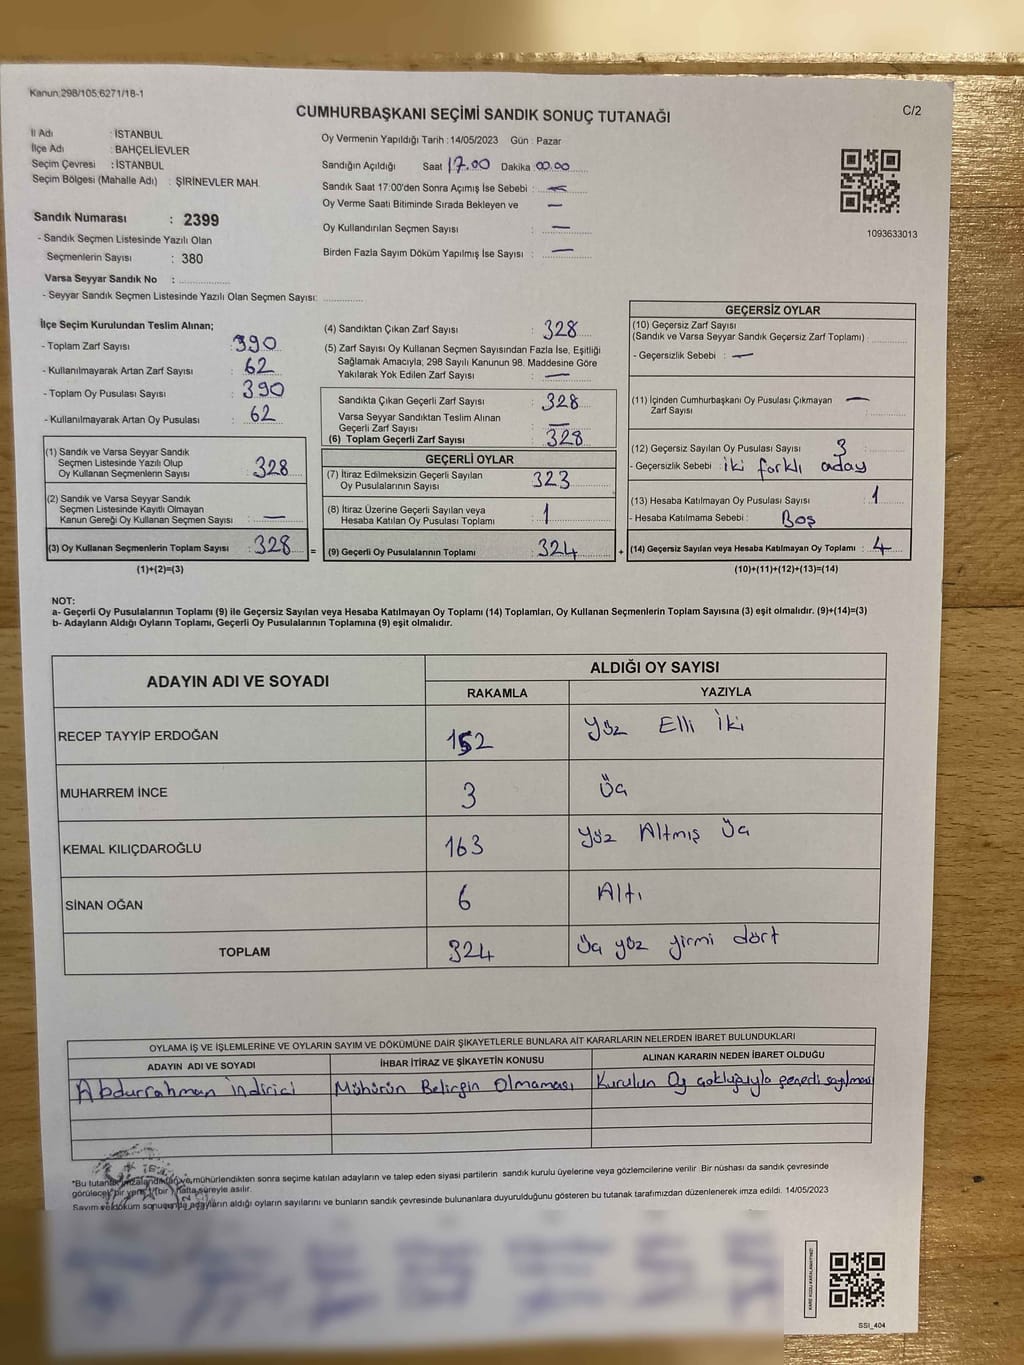 Kanun:298/105;6271/18-1
CUMHURBAŞKANI SEÇİMİ SANDIK SONUÇ TUTANAĞI
C/2
İl Adı : İSTANBUL
İlçe Adı : BAHÇELİEVLER
Seçim Çevresi : İSTANBUL
Seçim Bölgesi (Mahalle Adı) : ŞİRİNEVLER MAH.
Sandık Numarası : 2399
- Sandık Seçmen Listesinde Yazılı Olan
Seçmenlerin Sayısı : 380
Varsa Seyyar Sandık No :
- Seyyar Sandık Seçmen Listesinde Yazılı Olan Seçmen Sayısı:
Oy Vermenin Yapıldığı Tarih : 14/05/2023 Gün : Pazar
Sandığın Açıldığı Saat 17.00 Dakika 00.00
Sandık Saat 17:00'den Sonra Açımış İse Sebebi : —
Oy Verme Saati Bitiminde Sırada Bekleyen ve —
Oy Kullandırılan Seçmen Sayısı : —
Birden Fazla Sayım Döküm Yapılmış İse Sayısı : —
1093633013
İlçe Seçim Kurulundan Teslim Alınan;
- Toplam Zarf Sayısı : 390
- Kullanılmayarak Artan Zarf Sayısı : 62
- Toplam Oy Pusulası Sayısı : 390
- Kullanılmayarak Artan Oy Pusulası : 62
(1) Sandık ve Varsa Seyyar Sandık
Seçmen Listesinde Yazılı Olup
Oy Kullanan Seçmenlerin Sayısı : 328
(2) Sandık ve Varsa Seyyar Sandık
Seçmen Listesinde Kayıtlı Olmayan
Kanun Gereği Oy Kullanan Seçmen Sayısı : —
(3) Oy Kullanan Seçmenlerin Toplam Sayısı : 328 =
(1)+(2)=(3)
(4) Sandıktan Çıkan Zarf Sayısı : 328
(5) Zarf Sayısı Oy Kullanan Seçmen Sayısından Fazla İse, Eşitliği
Sağlamak Amacıyla, 298 Sayılı Kanunun 98. Maddesine Göre
Yakılarak Yok Edilen Zarf Sayısı : —
Sandıkta Çıkan Geçerli Zarf Sayısı : 328
Varsa Seyyar Sandıktan Teslim Alınan
Geçerli Zarf Sayısı : —
(6) Toplam Geçerli Zarf Sayısı : 328
GEÇERLİ OYLAR
(7) İtiraz Edilmeksizin Geçerli Sayılan
Oy Pusulalarının Sayısı : 323
(8) İtiraz Üzerine Geçerli Sayılan veya
Hesaba Katılan Oy Pusulası Toplamı : 1
(9) Geçerli Oy Pusulalarının Toplamı : 324 +
GEÇERSİZ OYLAR
(10) Geçersiz Zarf Sayısı
(Sandık ve Varsa Seyyar Sandık Geçersiz Zarf Toplamı) :
- Geçersizlik Sebebi : —
(11) İçinden Cumhurbaşkanı Oy Pusulası Çıkmayan —
Zarf Sayısı :
(12) Geçersiz Sayılan Oy Pusulası Sayısı : 3
- Geçersizlik Sebebi : iki farklı aday
(13) Hesaba Katılmayan Oy Pusulası Sayısı : 1
- Hesaba Katılmama Sebebi : Boş
(14) Geçersiz Sayılan veya Hesaba Katılmayan Oy Toplamı : 4
(10)+(11)+(12)+(13)=(14)
NOT:
a- Geçerli Oy Pusulalarının Toplamı (9) ile Geçersiz Sayılan veya Hesaba Katılmayan Oy Toplamı (14) Toplamları, Oy Kullanan Seçmenlerin Toplam Sayısına (3) eşit olmalıdır. (9)+(14)=(3)
b- Adayların Aldığı Oyların Toplamı, Geçerli Oy Pusulalarının Toplamına (9) eşit olmalıdır.
ADAYIN ADI VE SOYADI
ALDIĞI OY SAYISI
RAKAMLA YAZIYLA
RECEP TAYYİP ERDOĞAN 152 Yüz Elli İki
MUHARREM İNCE 3 Üç
KEMAL KILIÇDAROĞLU 163 Yüz Altmış Üç
SİNAN OĞAN 6 Altı
TOPLAM 324 Üç yüz yirmi dört
OYLAMA İŞ VE İŞLEMLERİNE VE OYLARIN SAYIM VE DÖKÜMÜNE DAİR ŞİKAYETLERLE BUNLARA AİT KARARLARIN NELERDEN İBARET BULUNDUKLARI
ADAYIN ADI VE SOYADI İHBAR İTİRAZ VE ŞİKAYETİN KONUSU ALINAN KARARIN NEDEN İBARET OLDUĞU
Abdurrahman İndirici Mührün Belirgin Olmaması Kurulun Oy çokluğuyla geçerli sayılması
*Bu tutanak imzalandıktan ve mühürlendikten sonra seçime katılan adayların ve talep eden siyasi partilerin sandık kurulu üyelerine veya gözlemcilerine verilir. Bir nüshası da sandık çevresinde
görülecek bir yere 1(bir) hafta süreyle asılır.
Sayım ve döküm sonucunda adayların aldığı oyların sayılarını ve bunların sandık çevresinde bulunanlara duyurulduğunu gösteren bu tutanak tarafımızdan düzenlenerek imza edildi. 14/05/2023
SSI_404